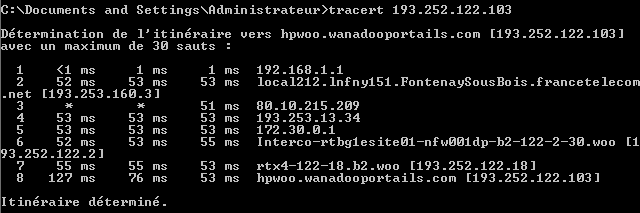 C:\Documents and Settings\Administrateur>tracert 193.252.122.103
Détermination de l'itinéraire vers hpwoo.wanadooportails.com [193.252.122.103]
avec un maximum de 30 sauts :
1 <1 ms 1 ms 1 ms 192.168.1.1
2 52 ms 53 ms 53 ms local212.lnfny151.FontenaySousBois.francetelecom
.net [193.253.160.3]
3 * * 51 ms 80.10.215.209
4 53 ms 53 ms 53 ms 193.253.13.34
5 53 ms 53 ms 53 ms 172.30.0.1
6 52 ms 53 ms 55 ms Interco-rtbg1esite01-nfw001dp-b2-122-2-30.woo [1
93.252.122.2]
7 55 ms 55 ms 53 ms rtx4-122-18.b2.woo [193.252.122.18]
8 127 ms 76 ms 53 ms hpwoo.wanadooportails.com [193.252.122.103]
Itinéraire déterminé.